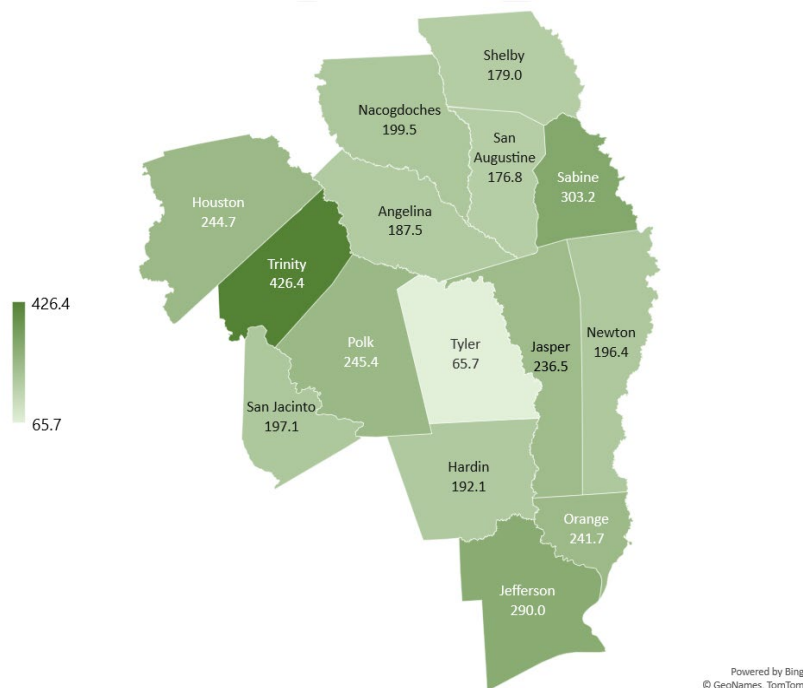 Shelby
179.0
Nacogdoches
199.5
San
Augustine
176.8
Sabine
303.2
Houston
244.7
Angelina
187.5
Trinity
426.4
426.4
65.7
Polk
245.4
Tyler
65.7
Jasper
236.5
Newton
196.4
San Jacinto
197.1
Hardin
192.1
Orange
241.7
Jefferson
290.0
Powered by Bing
© GeoNames, TomTom